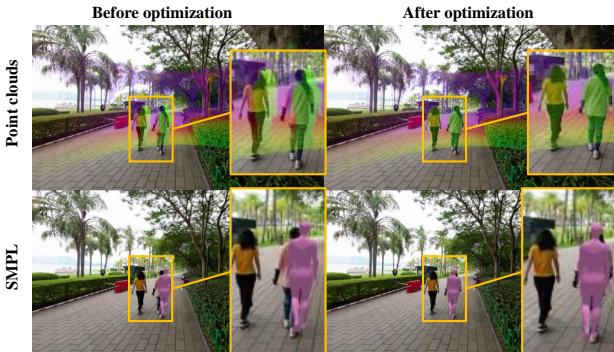 Before optimization
After optimization
Point clouds
SMPL